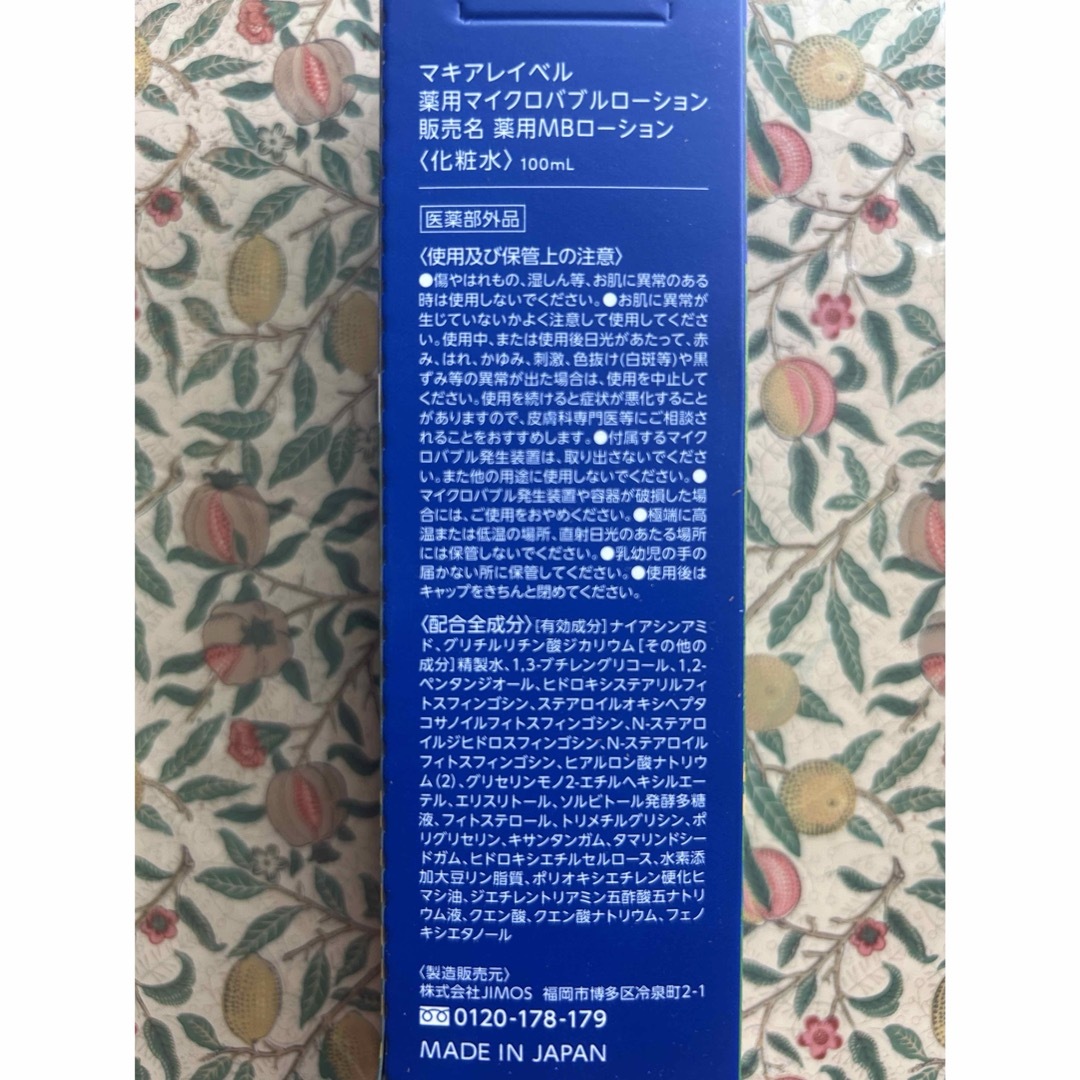 マキアレイベル
薬用マイクロバブルローション
販売名 薬用MBローション
〈化粧水〉 100mL
医薬部外品
〈使用及び保管上の注意〉
●傷やはれもの、湿しん等、お肌に異常のある
時は使用しないでください。●お肌に異常が
生じていないかよく注意して使用してくださ
い。使用中、または使用後日光があたって、赤
み、はれ、かゆみ、刺激、色抜け(白斑等)や黒
ずみ等の異常が出た場合は、使用を中止して
ください。使用を続けると症状が悪化すること
がありますので、皮膚科専門医等にご相談さ
れることをおすすめします。●付属するマイク
ロバブル発生装置は、取り出さないでくださ
い。また他の用途に使用しないでください。●
マイクロバブル発生装置や容器が破損した場
合には、ご使用をおやめください。●極端に高
温または低温の場所、直射日光のあたる場所
には保管しないでください。●乳幼児の手の
届かない所に保管してください。●使用後は
キャップをきちんと閉めてください。
〈配合全成分〉[有効成分]ナイアシンアミ
ド、グリチルリチン酸ジカリウム[その他の
成分]精製水、1,3-ブチレングリコール、1,2-
ペンタンジオール、ヒドロキシステアリルフィ
トスフィンゴシン、ステアロイルオキシヘプタ
コサノイルフィトスフィンゴシン、N-ステアロ
イルジヒドロスフィンゴシン、N-ステアロイル
フィトスフィンゴシン、ヒアルロン酸ナトリウ
ム(2)、グリセリンモノ2-エチルヘキシルエー
テル、エリスリトール、ソルビトール発酵多糖
液、フィトステロール、トリメチルグリシン、ポ
リグリセリン、キサンタンガム、タマリンドシー
ドガム、ヒドロキシエチルセルロース、水素添
加大豆リン脂質、ポリオキシエチレン硬化ヒ
マシ油、ジエチレントリアミン五酢酸五ナトリ
ウム液、クエン酸、クエン酸ナトリウム、フェノ
キシエタノール
〈製造販売元〉
株式会社JIMOS 福岡市博多区冷泉町2-1
0120-178-179
MADE IN JAPAN